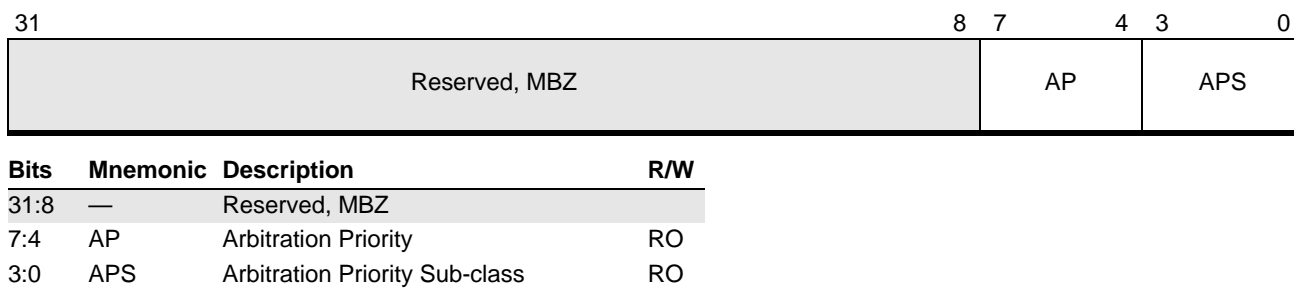 31 8 7 4 3 0
Reserved, MBZ AP APS
Bits Mnemonic Description R/W
31:8 — Reserved, MBZ
7:4 AP Arbitration Priority RO
3:0 APS Arbitration Priority Sub-class RO